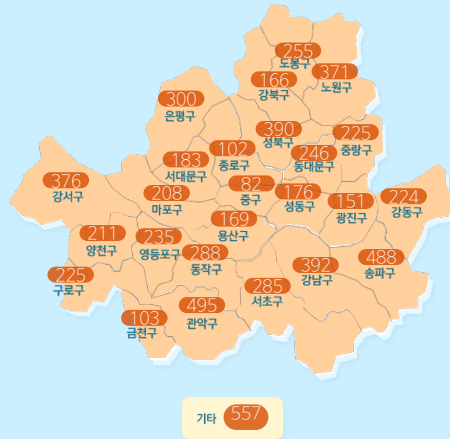 255
도봉구
371
노원구
166
강북구
300
은평구
390
성북구
225
중랑구
102
종로구
246
동대문구
183
서대문구
376
강서구
208
마포구
82
중구
176
성동구
151
광진구
224
강동구
169
용산구
211
양천구
235
영등포구
288
동작구
488
송파구
392
강남구
225
구로구
285
서초구
495
관악구
103
금천구
기타 557